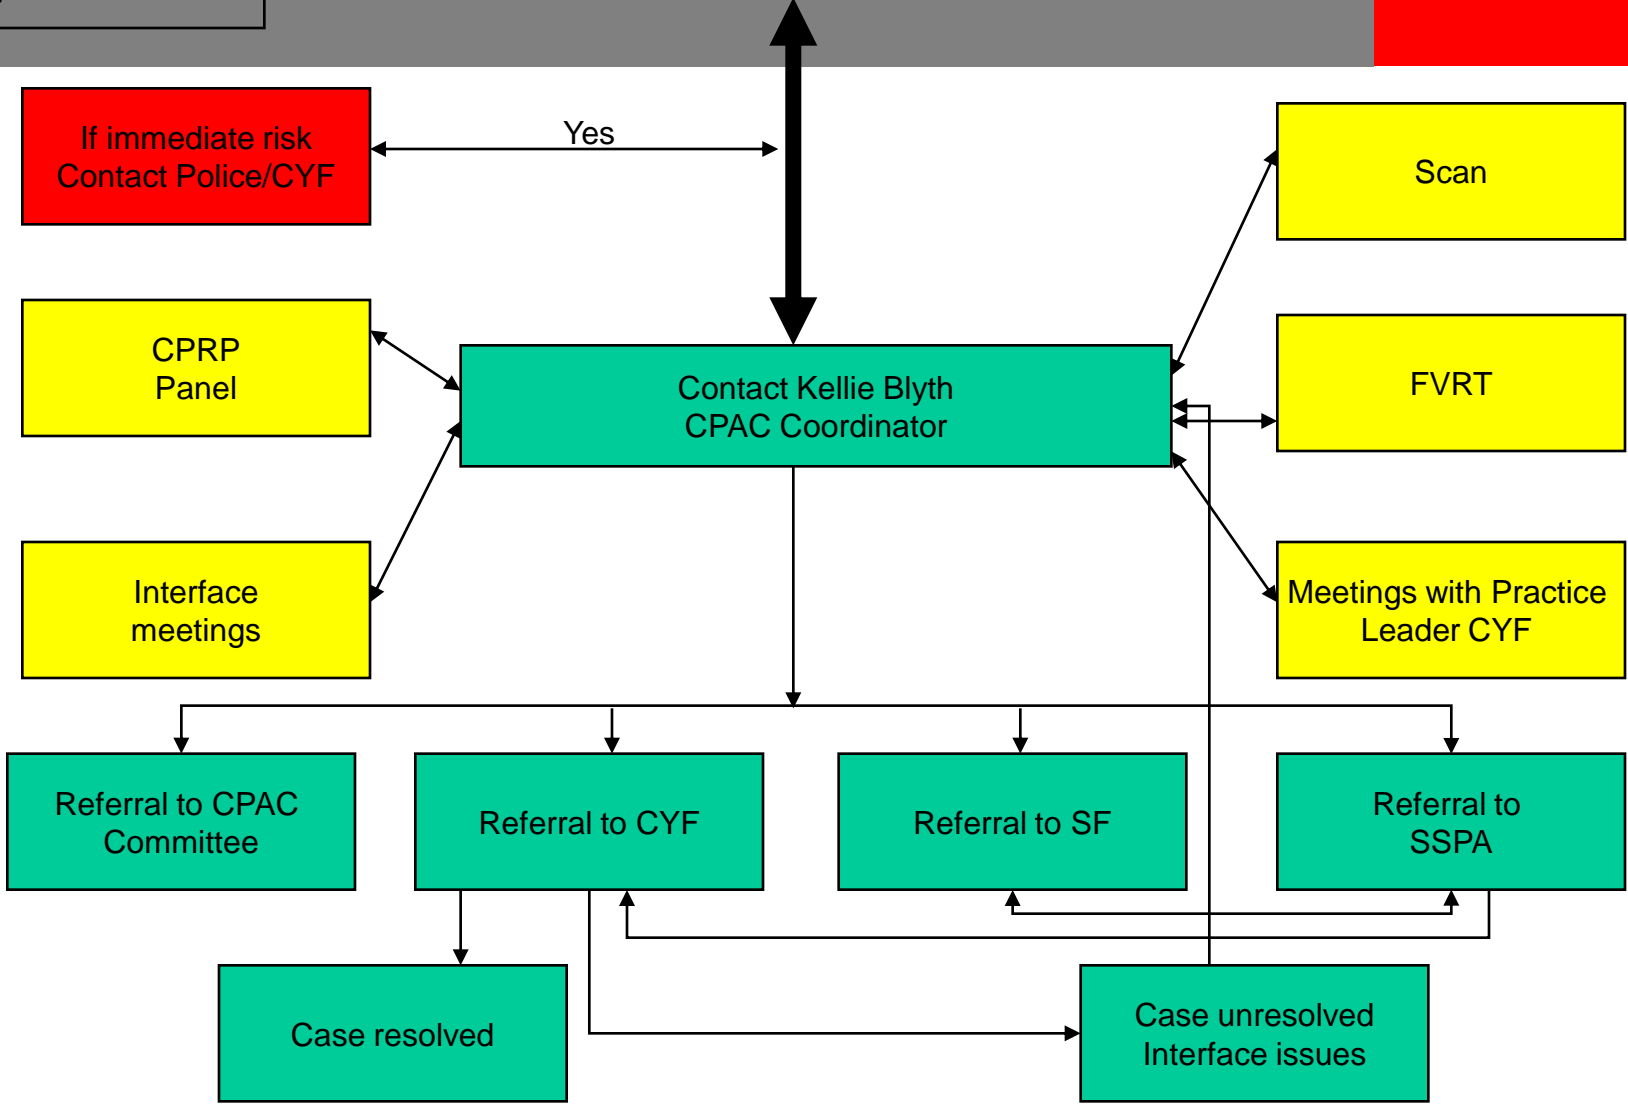 If immediate risk
Contact Police/CYF
Yes
Scan
CPRP
Panel
Contact Kellie Blyth
CPAC Coordinator
FVRT
Interface
meetings
Meetings with Practice
Leader CYF
Referral to CPAC
Committee
Referral to CYF
Referral to SF
Referral to
SSPA
Case resolved
Case unresolved
Interface issues